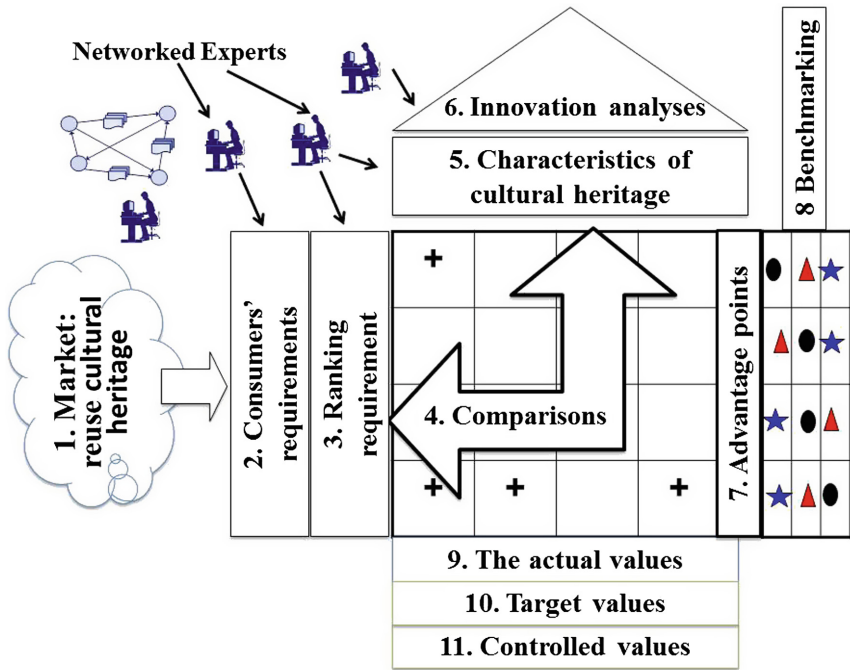 Networked Experts
6. Innovation analyses
5. Characteristics of
cultural heritage
8 Benchmarking
1. Market:
reuse cultural
heritage
2. Consumers’
requirements
3. Ranking
requirement
+
4. Comparisons
+
+
+
7. Advantage points
9. The actual values
10. Target values
11. Controlled values